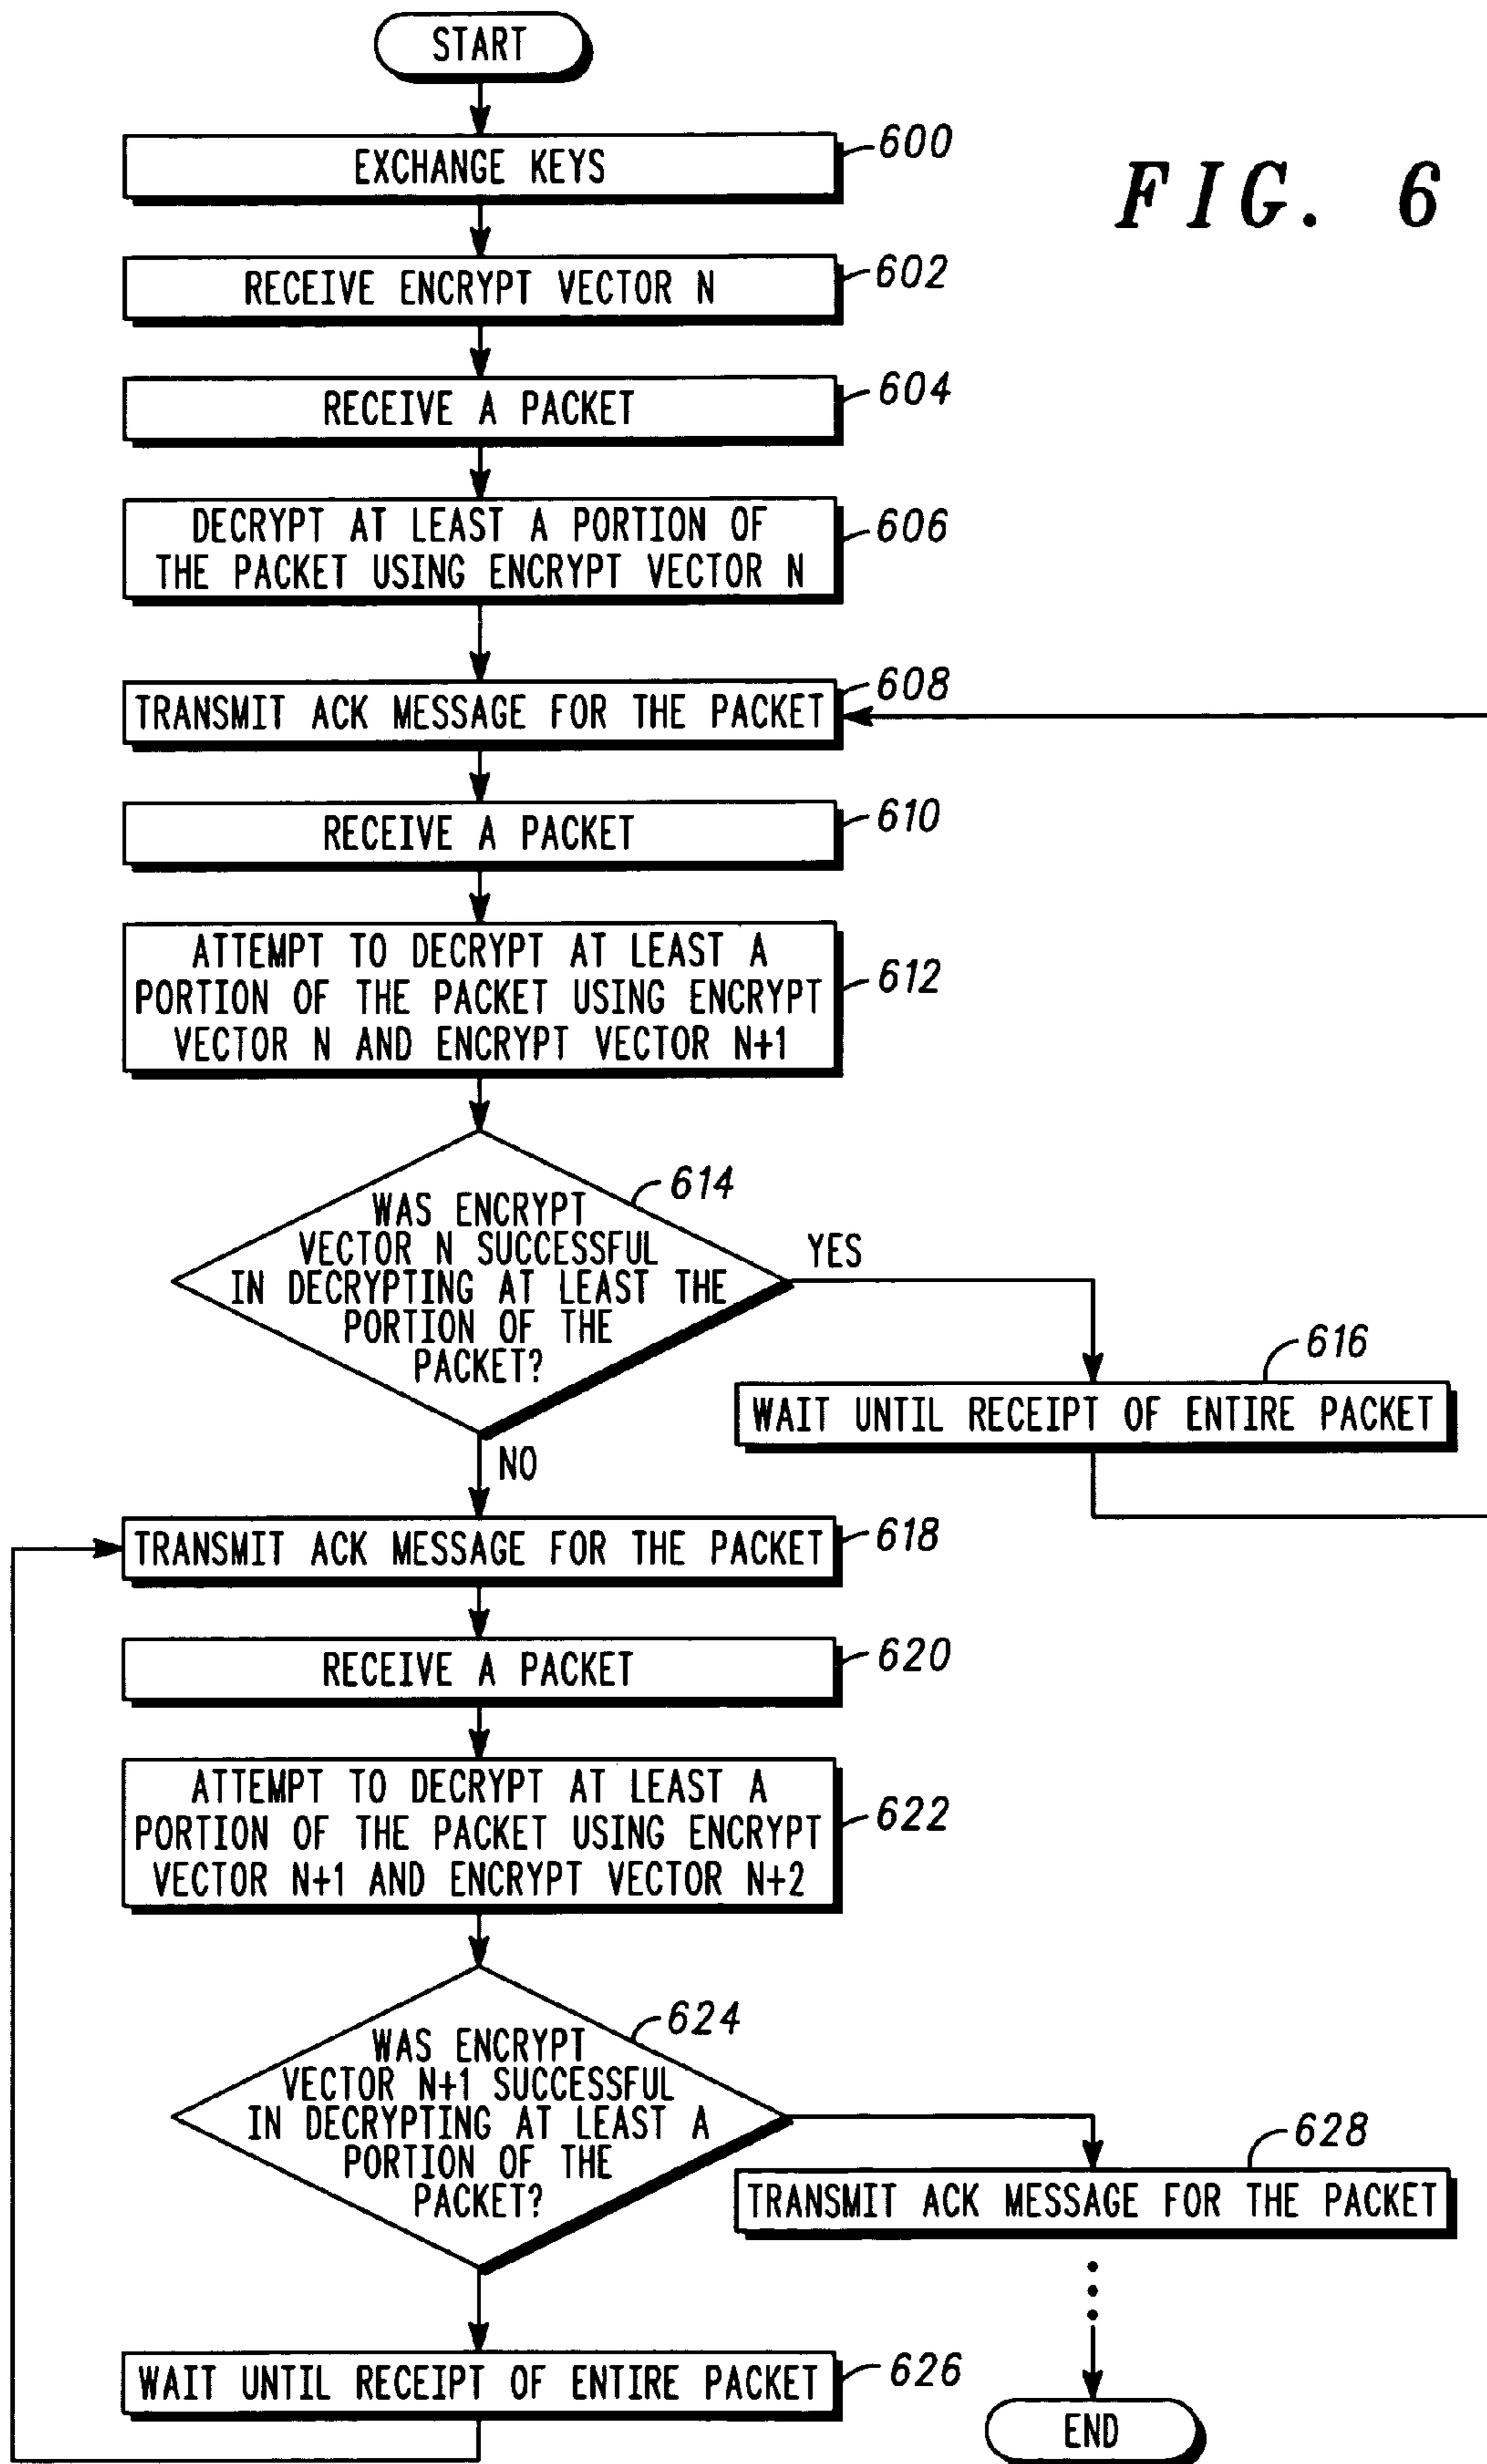 START
EXCHANGE KEYS
600
FIG. 6
RECEIVE ENCRYPT VECTOR N
602
RECEIVE A PACKET
604
DECRYPT AT LEAST A PORTION OF
THE PACKET USING ENCRYPT VECTOR N
606
TRANSMIT ACK MESSAGE FOR THE PACKET
608
RECEIVE A PACKET
610
ATTEMPT TO DECRYPT AT LEAST A
PORTION OF THE PACKET USING ENCRYPT
VECTOR N AND ENCRYPT VECTOR N+1
612
WAS ENCRYPT
VECTOR N SUCCESSFUL
IN DECRYPTING AT LEAST THE
PORTION OF THE
PACKET?
614
YES
616
WAIT UNTIL RECEIPT OF ENTIRE PACKET
NO
TRANSMIT ACK MESSAGE FOR THE PACKET
618
RECEIVE A PACKET
620
ATTEMPT TO DECRYPT AT LEAST A
PORTION OF THE PACKET USING ENCRYPT
VECTOR N+1 AND ENCRYPT VECTOR N+2
622
WAS ENCRYPT
VECTOR N+1 SUCCESSFUL
IN DECRYPTING AT LEAST A
PORTION OF THE
PACKET?
624
628
TRANSMIT ACK MESSAGE FOR THE PACKET
WAIT UNTIL RECEIPT OF ENTIRE PACKET
626
END